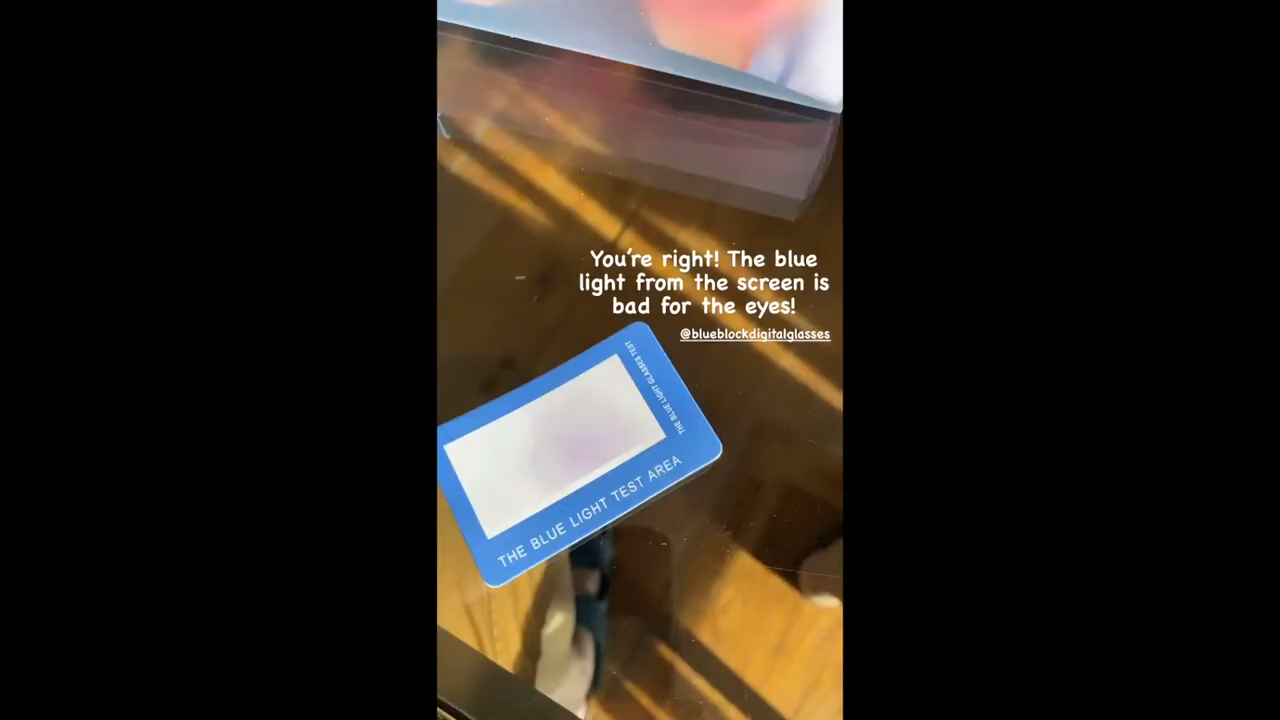 You're right! The blue
light from the screen is
bad for the eyes!
@blueblockdigitalglasses
THE BLUE LIGHT GLASSES TEST
THE BLUE LIGHT TEST AREA